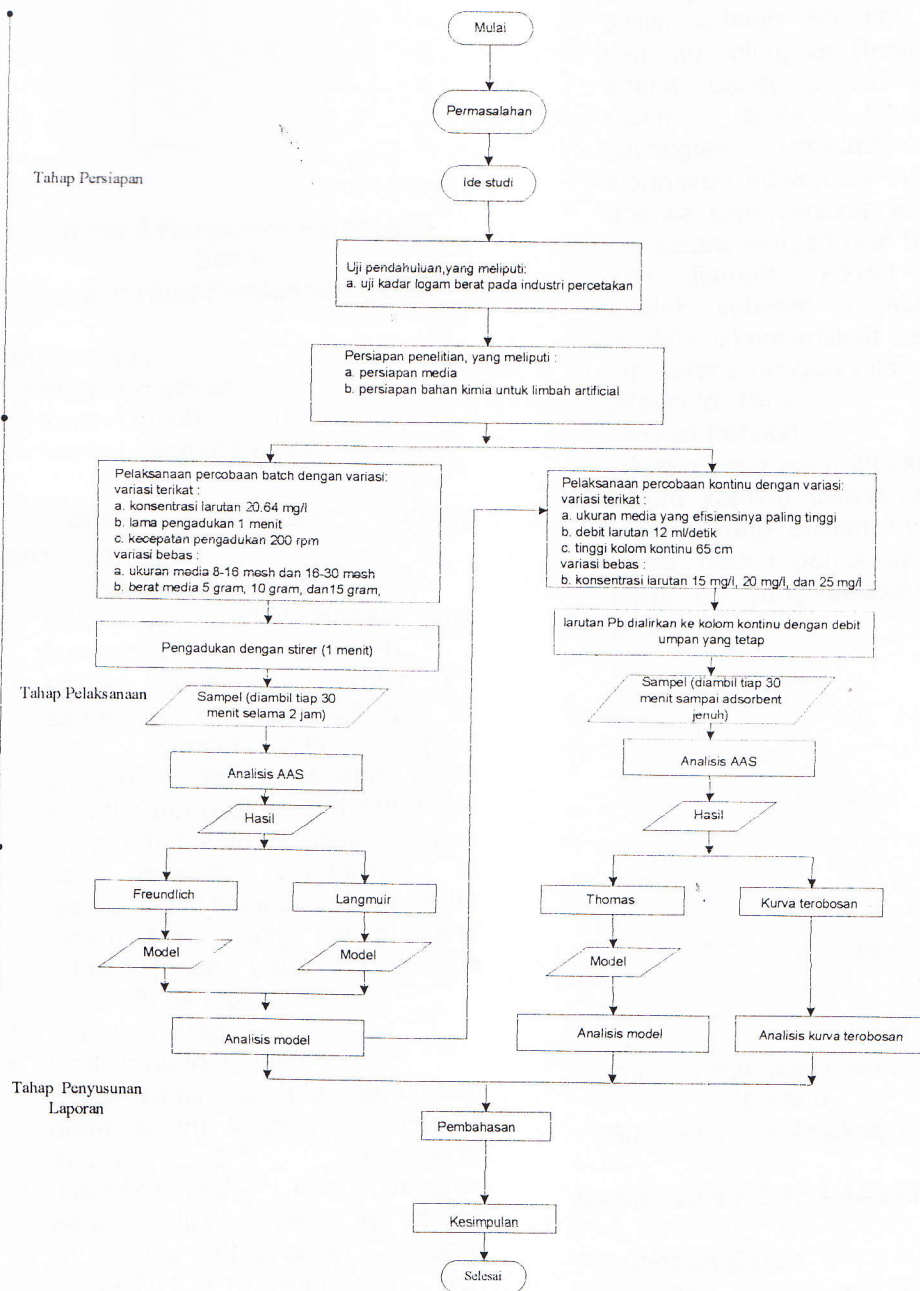 Mulai
Permasalahan
Tahap Persiapan
Ide studi
Uji pendahuluan,yang meliputi:
a. uji kadar logam berat pada industri percetakan
Persiapan penelitian, yang meliputi :
a. persiapan media
b. persiapan bahan kimia untuk limbah artificial
Pelaksanaan percobaan batch dengan variasi:
variasi terikat :
a. konsentrasi larutan 20.64 mg/l
b. lama pengadukan 1 menit
c. kecepatan pengadukan 200 rpm
variasi bebas :
a. ukuran media 8-16 mesh dan 16-30 mesh
b. berat media 5 gram, 10 gram, dan15 gram,
Pelaksanaan percobaan kontinu dengan variasi:
variasi terikat :
a. ukuran media yang efisiensinya paling tinggi
b. debit larutan 12 ml/detik
c. tinggi kolom kontinu 65 cm
variasi bebas :
b. konsentrasi larutan 15 mg/l, 20 mg/l, dan 25 mg/l
Pengadukan dengan stirer (1 menit)
larutan Pb dialirkan ke kolom kontinu dengan debit
umpan yang tetap
Tahap Pelaksanaan
Sampel (diambil tiap 30
menit selama 2 jam)
Sampel (diambil tiap 30
menit sampai adsorbent
jenuh)
Analisis AAS
Analisis AAS
Hasil
Hasil
Freundlich
Langmuir
Thomas
Kurva terobosan
Model
Model
Model
Analisis model
Analisis model
Analisis kurva terobosan
Tahap Penyusunan
Laporan
Pembahasan
Kesimpulan
Selesai